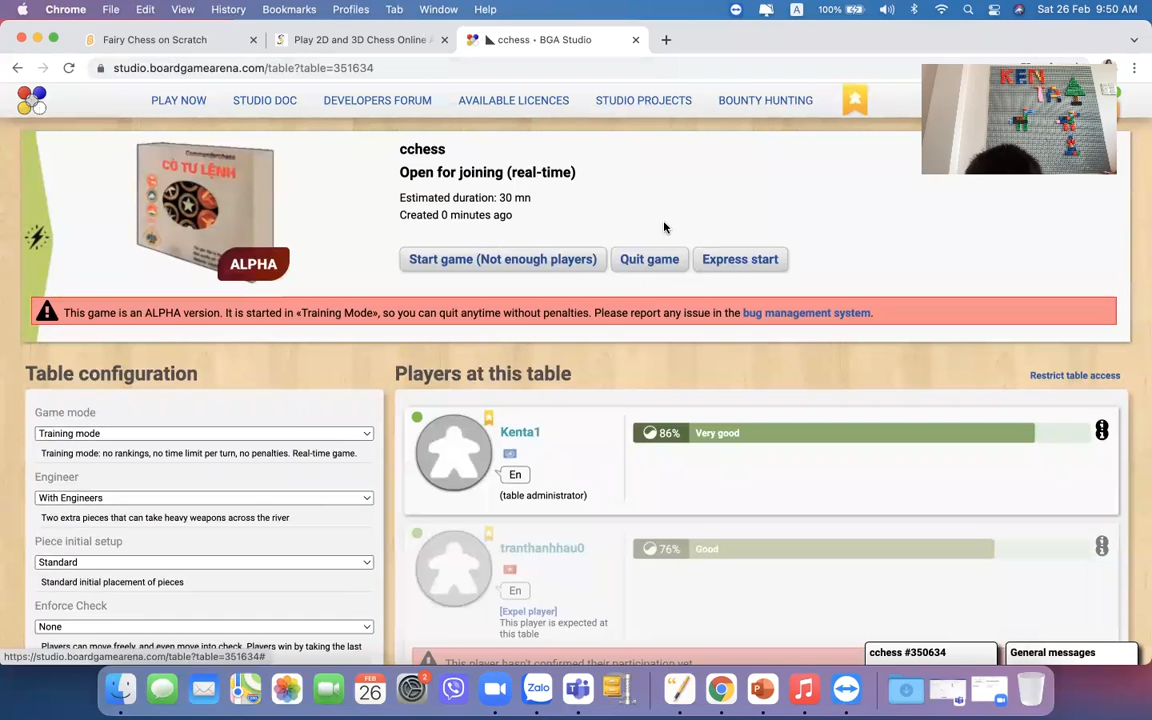 Chrome File Edit View History Bookmarks Profiles Tab Window Help A 100% Sat 26 Feb 9:50 AM
Fairy Chess on Scratch Play 2D and 3D Chess Online cchess • BGA Studio
studio.boardgamearena.com/table?table=351634
PLAY NOW STUDIO DOC DEVELOPERS FORUM AVAILABLE LICENCES STUDIO PROJECTS BOUNTY HUNTING
KEN
TA
Commanderchess
CỜ TƯ LỆNH
ALPHA
cchess
Open for joining (real-time)
Estimated duration: 30 mn
Created 0 minutes ago
Start game (Not enough players) Quit game Express start
This game is an ALPHA version. It is started in «Training Mode», so you can quit anytime without penalties. Please report any issue in the bug management system.
Table configuration
Game mode
Training mode
Training mode: no rankings, no time limit per turn, no penalties. Real-time game.
Engineer
With Engineers
Two extra pieces that can take heavy weapons across the river
Piece initial setup
Standard
Standard initial placement of pieces
Enforce Check
None
Players can move freely, and even move into check. Players win by taking the last
Players at this table
Restrict table access
Kenta1
86% Very good
En
(table administrator)
tranthanhhau0
76% Good
En
[Expel player]
This player is expected at
this table
This player hasn't confirmed their participation yet
https://studio.boardgamearena.com/table?table=351634#
cchess #350634 General messages
FEB
26
2
Zalo